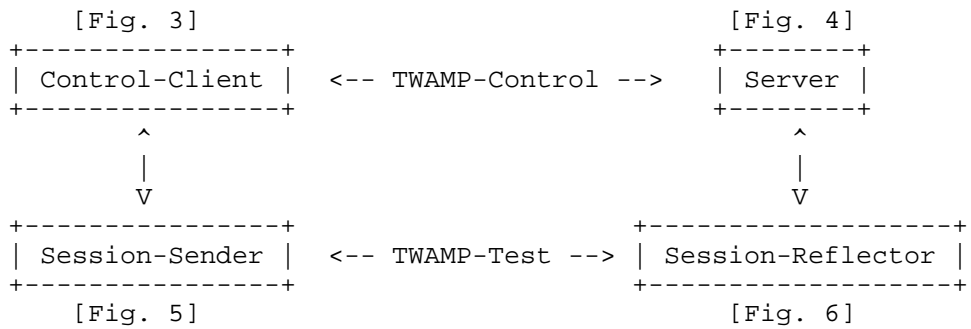 [Fig. 3] [Fig. 4]
+----------------+ +--------+
| Control-Client | <-- TWAMP-Control --> | Server |
+----------------+ +--------+
^ ^
| |
V V
+----------------+ +-------------------+
| Session-Sender | <-- TWAMP-Test --> | Session-Reflector |
+----------------+ +-------------------+
[Fig. 5] [Fig. 6]